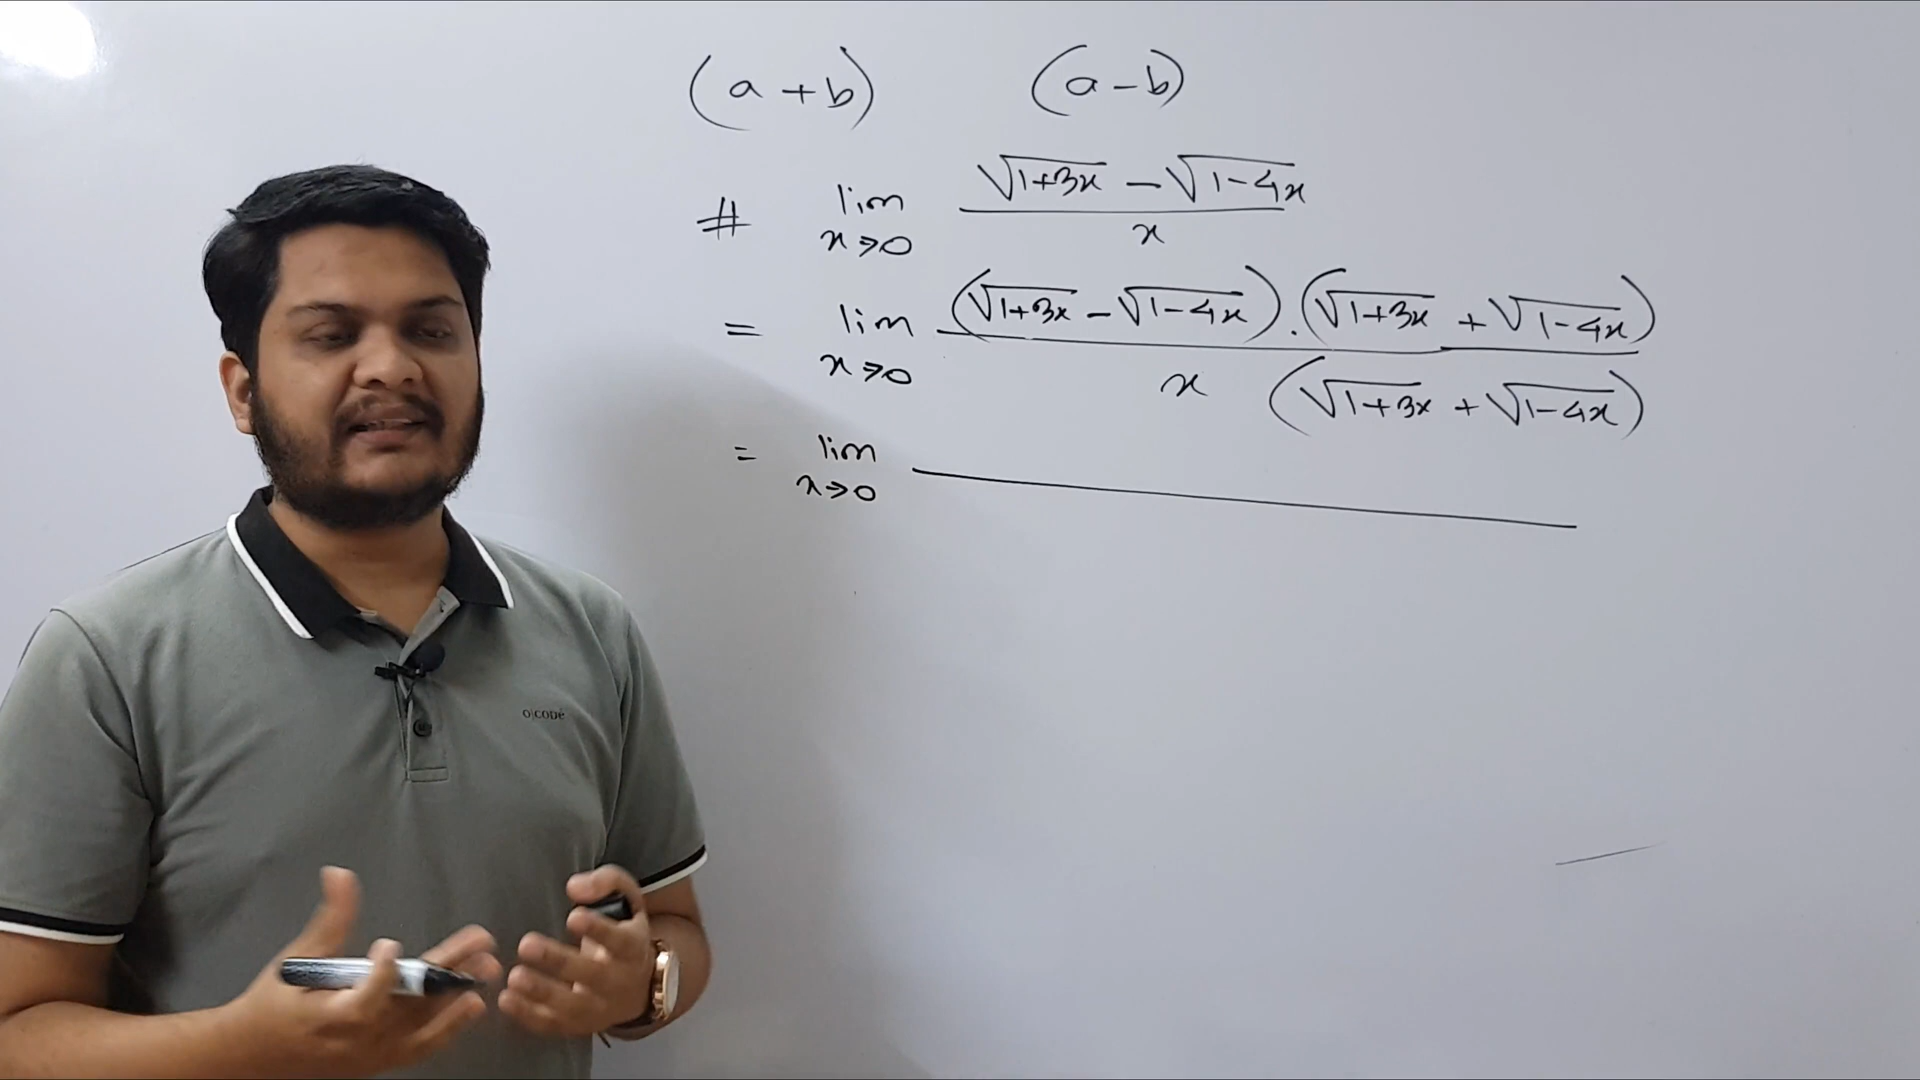 (a + b) (a - b)
# lim x→0 (√1+3x - √1-4x) / x
= lim x→0 (√1+3x - √1-4x) . (√1+3x + √1-4x) / x (√1+3x + √1-4x)
= lim x→0
O|CODE